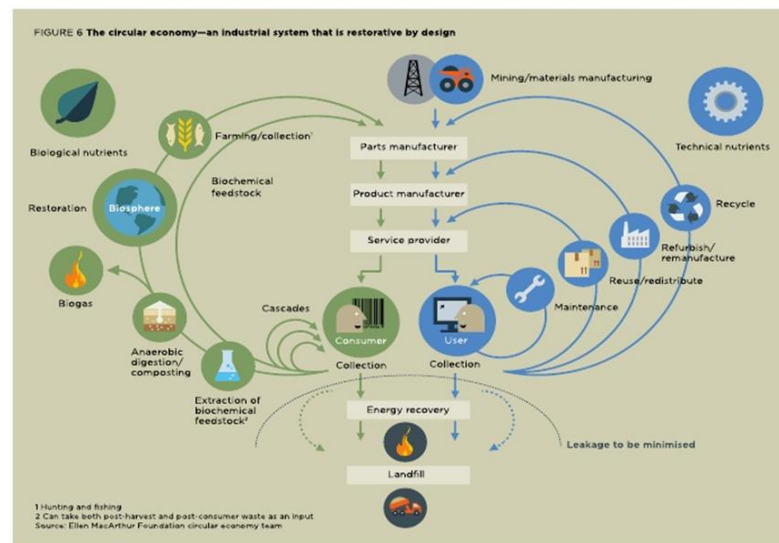 FIGURE 6 The circular economy—an industrial system that is restorative by design
Mining/materials manufacturing
Biological nutrients
Farming/collection¹
Parts manufacturer
Technical nutrients
Biochemical
feedstock
Product manufacturer
Restoration
Biosphere
Recycle
Service provider
Refurbish/
remanufacture
Reuse/redistribute
Biogas
Cascades
Maintenance
Consumer
User
Anaerobic
digestion/
composting
Collection
Collection
Extraction of
biochemical
feedstock²
Energy recovery
Leakage to be minimised
Landfill
1 Hunting and fishing
2 Can take both post-harvest and post-consumer waste as an input
Source: Ellen MacArthur Foundation circular economy team